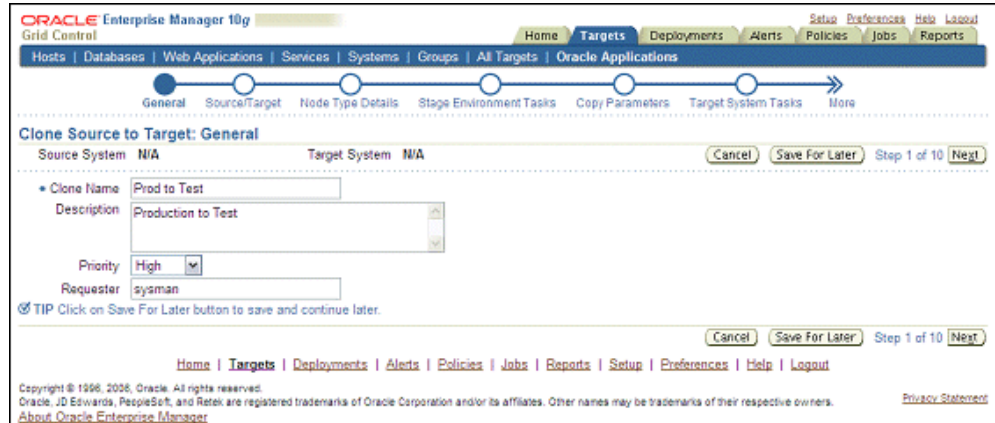 ORACLE Enterprise Manager 10g
Grid Control
Setup Preferences Help Logout
Home Targets Deployments Alerts Policies Jobs Reports
Hosts | Databases | Web Applications | Services | Systems | Groups | All Targets | Oracle Applications
General Source/Target Node Type Details Stage Environment Tasks Copy Parameters Target System Tasks More
Clone Source to Target: General
Source System N/A Target System N/A Cancel Save For Later Step 1 of 10 Next
* Clone Name Prod to Test
Description Production to Test
Priority High
Requester sysman
TIP Click on Save For Later button to save and continue later.
Cancel Save For Later Step 1 of 10 Next
Home | Targets | Deployments | Alerts | Policies | Jobs | Reports | Setup | Preferences | Help | Logout
Copyright © 1996, 2006, Oracle. All rights reserved.
Oracle, JD Edwards, PeopleSoft, and Retek are registered trademarks of Oracle Corporation and/or its affiliates. Other names may be trademarks of their respective owners.
Privacy Statement
About Oracle Enterprise Manager